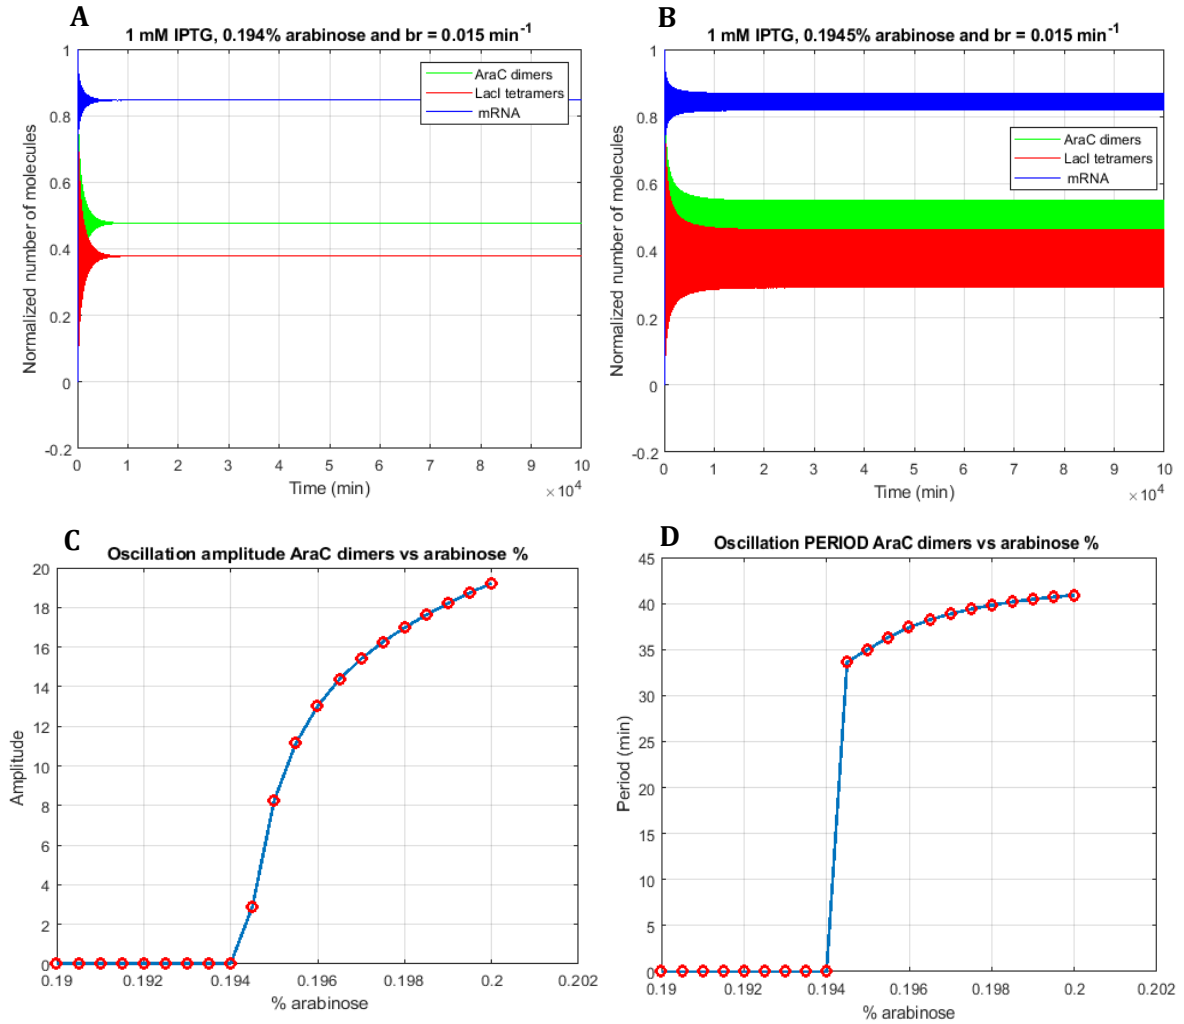 A
1 mM IPTG, 0.194% arabinose and br = 0.015 min-1
Normalized number of molecules
1
0.8
0.6
0.4
0.2
0
-0.2
AraC dimers
LacI tetramers
mRNA
0 1 2 3 4 5 6 7 8 9 10
Time (min)
×10^4
B
1 mM IPTG, 0.1945% arabinose and br = 0.015 min-1
Normalized number of molecules
1
0.8
0.6
0.4
0.2
0
-0.2
AraC dimers
LacI tetramers
mRNA
0 1 2 3 4 5 6 7 8 9 10
Time (min)
×10^4
C
Oscillation amplitude AraC dimers vs arabinose %
Amplitude
20
18
16
14
12
10
8
6
4
2
0
0.19 0.192 0.194 0.196 0.198 0.2 0.202
% arabinose
D
Oscillation PERIOD AraC dimers vs arabinose %
Period (min)
45
40
35
30
25
20
15
10
5
0
0.19 0.192 0.194 0.196 0.198 0.2 0.202
% arabinose